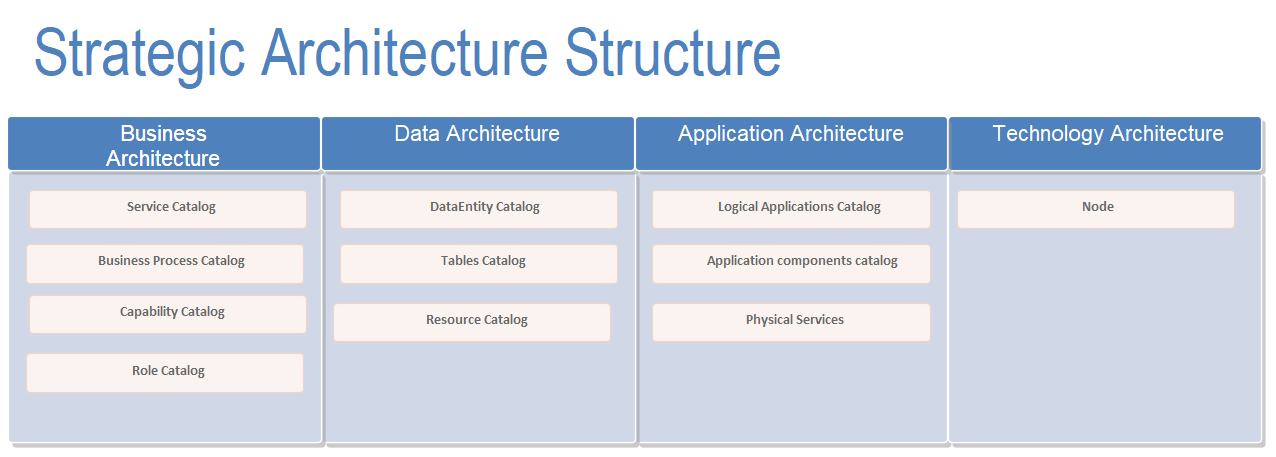 Strategic Architecture Structure
Business
Architecture
Data Architecture
Application Architecture
Technology Architecture
Service Catalog
Business Process Catalog
Capability Catalog
Role Catalog
DataEntity Catalog
Tables Catalog
Resource Catalog
Logical Applications Catalog
Application components catalog
Physical Services
Node